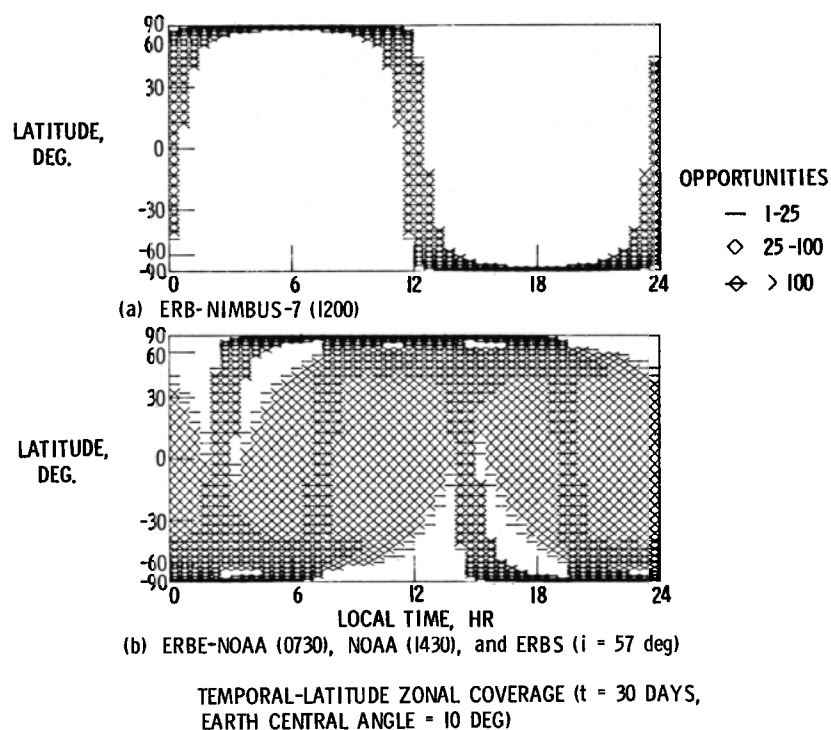 90
60
30
0
-30
-60
-90
LATITUDE,
DEG.
0
6
12
18
24
OPPORTUNITIES
1-25
25-100
> 100
(a) ERB-NIMBUS-7 (1200)
90
60
30
0
-30
-60
-90
LATITUDE,
DEG.
0
6
12
18
24
LOCAL TIME, HR
(b) ERBE-NOAA (0730), NOAA (1430), and ERBS (i = 57 deg)
TEMPORAL-LATITUDE ZONAL COVERAGE (t = 30 DAYS,
EARTH CENTRAL ANGLE = 10 DEG)